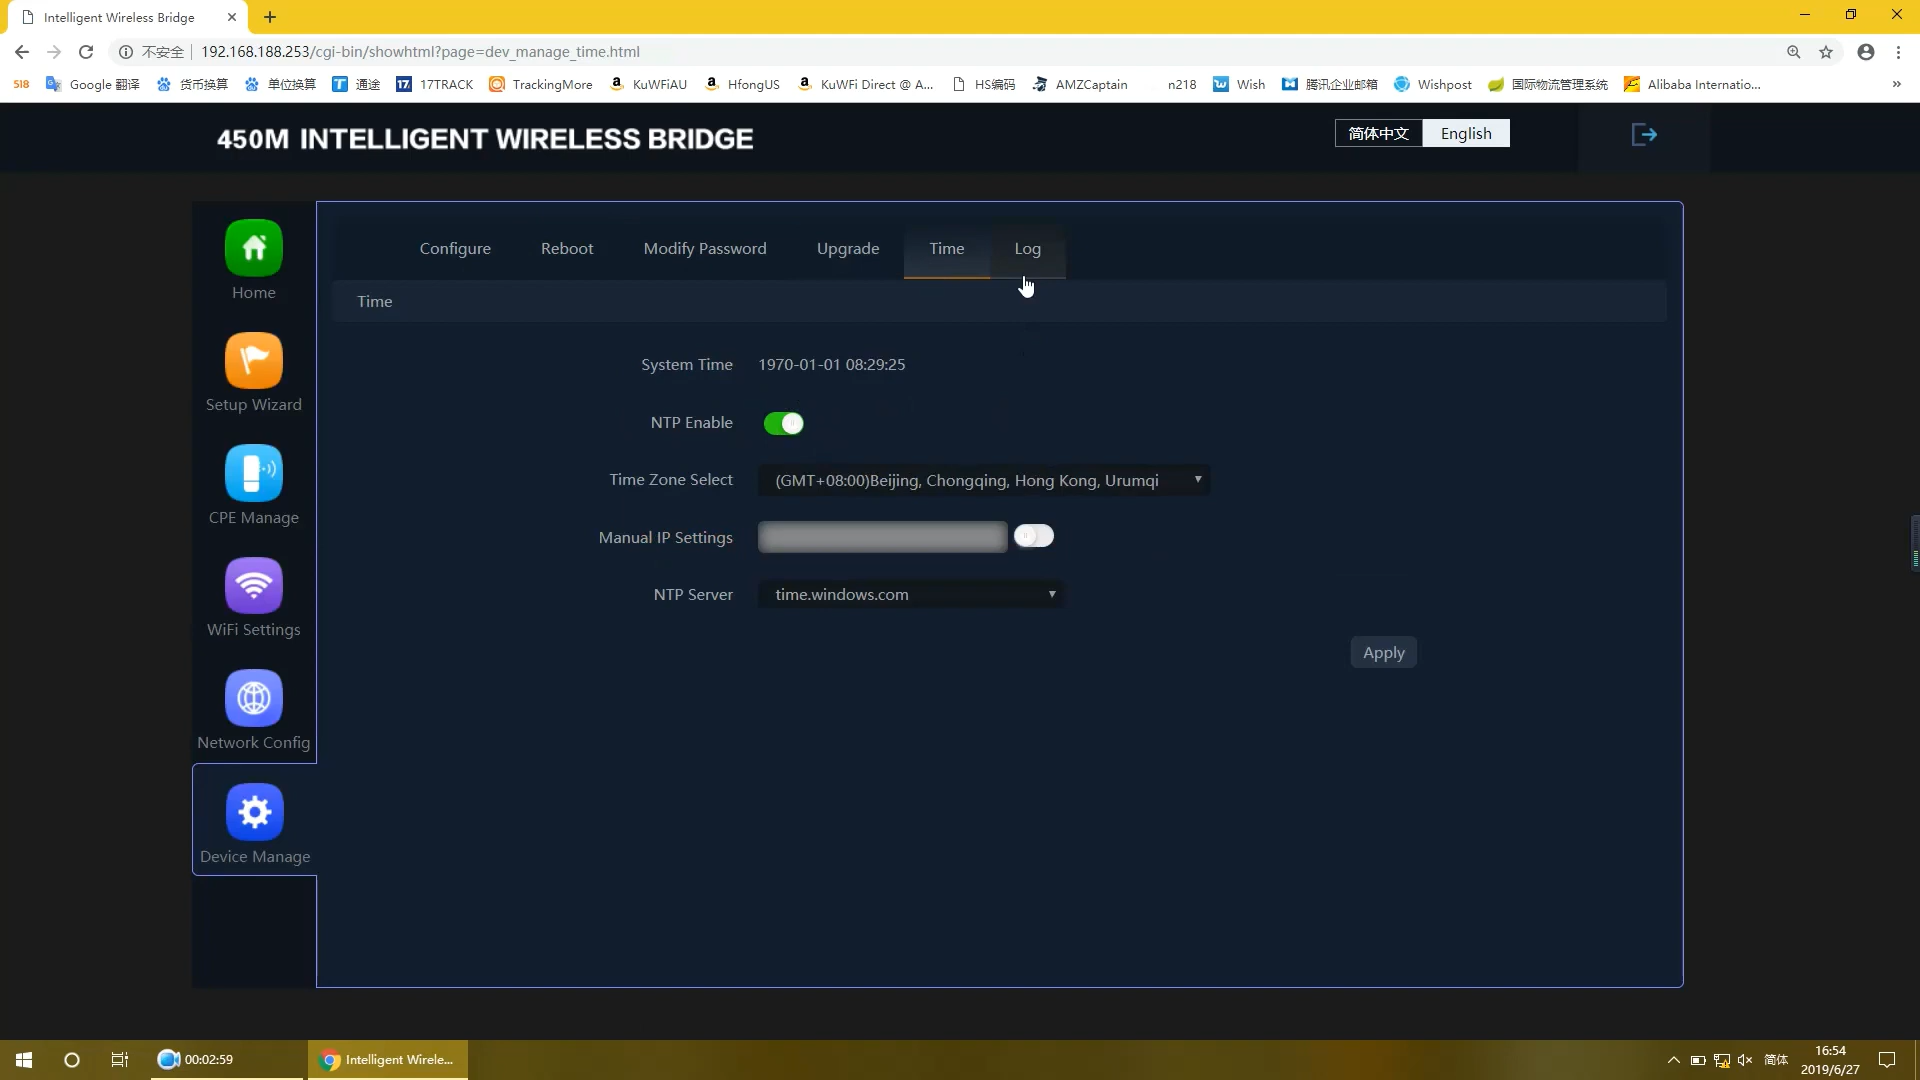 Intelligent Wireless Bridge
不安全 192.168.188.253/cgi-bin/showhtml?page=dev_manage_time.html
518 Google 翻译 货币换算 单位换算 T 通途 17 17TRACK TrackingMore a KuWFiAU a HfongUS a KuWFi Direct @ A... HS编码 AMZCaptain n218 Wish 腾讯企业邮箱 Wishpost 国际物流管理系统 Alibaba Internatio... »
450M INTELLIGENT WIRELESS BRIDGE
简体中文 English
Configure Reboot Modify Password Upgrade Time Log
Home
Setup Wizard
CPE Manage
WiFi Settings
Network Config
Device Manage
Time
System Time 1970-01-01 08:29:25
NTP Enable
Time Zone Select (GMT+08:00)Beijing, Chongqing, Hong Kong, Urumqi
Manual IP Settings
NTP Server time.windows.com
Apply
00:02:59 Intelligent Wirele... 简体 16:54
2019/6/27